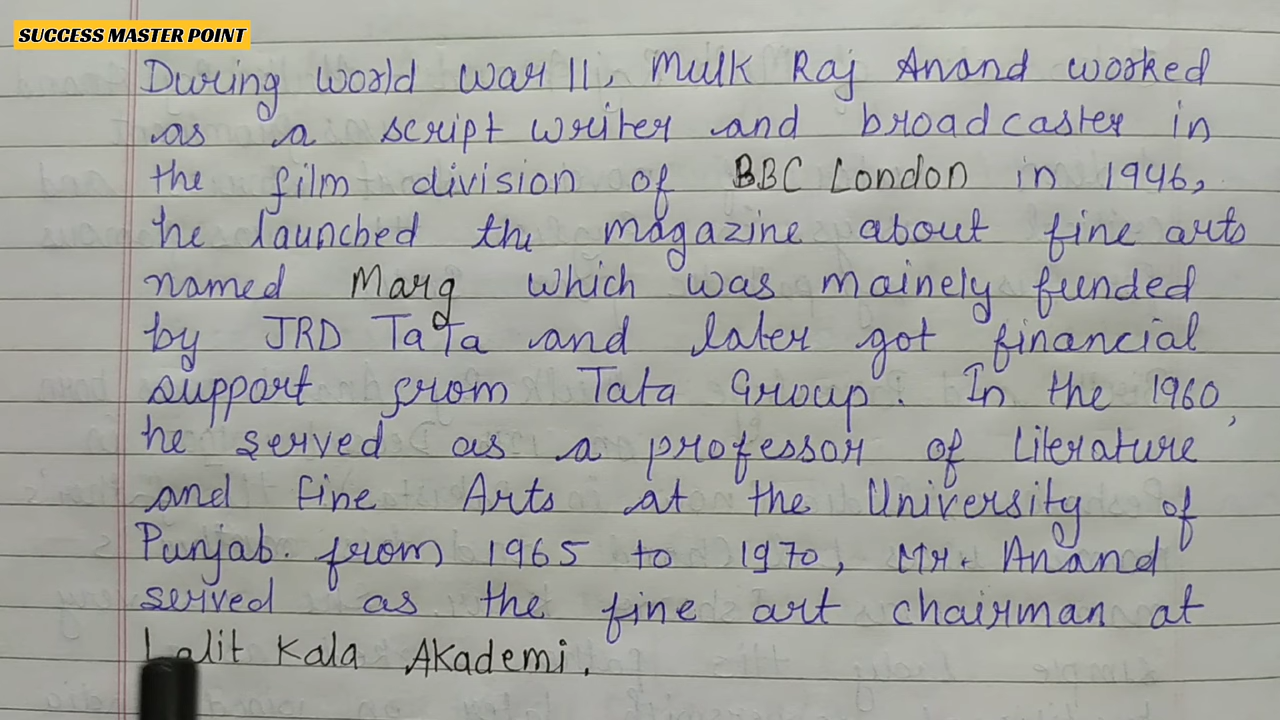 SUCCESS MASTER POINT
During world war II, Mulk Raj Anand worked
as a script writer and broadcaster in
the film division of BBC London in 1946,
he launched the magazine about fine arts
named Marg which was mainely funded
by JRD TaTa and later got financial
support from Tata Group. In the 1960,
he served as a professor of Literature
and Fine Arts at the University of
Punjab. from 1965 to 1970, Mr. Anand
served as the fine art chairman at
Lalit Kala Akademi.